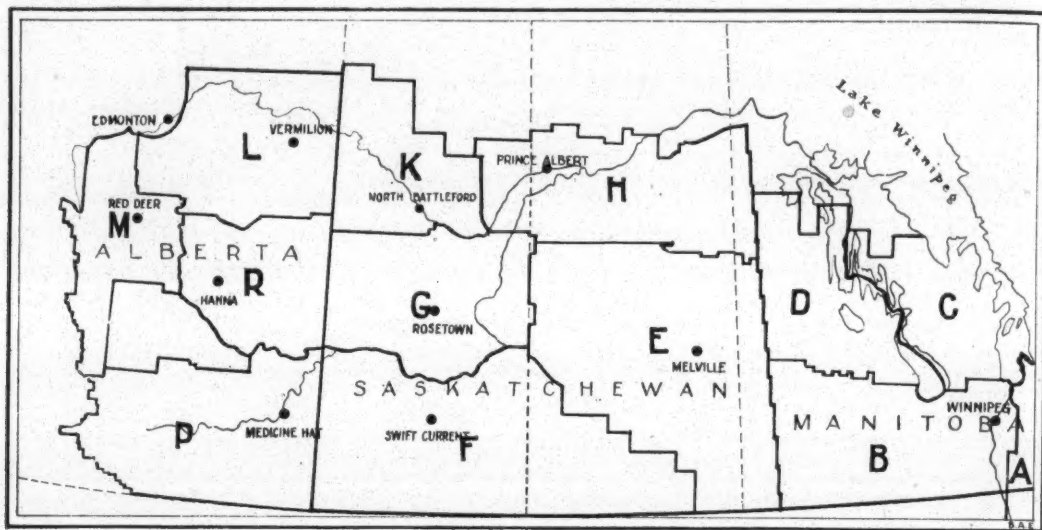 Lake Winnipeg
EDMONTON
VERMILION
L
K
PRINCE ALBERT
H
NORTH BATTLEFORD
RED DEER
M
ALBERTA
R
HANNA
G
ROSETOWN
D
C
E
MELVILLE
SASKATCHEWAN
P
MEDICINE HAT
SWIFT CURRENT
F
WINNIPEG
MANITOBA
B
A
B.A.E.